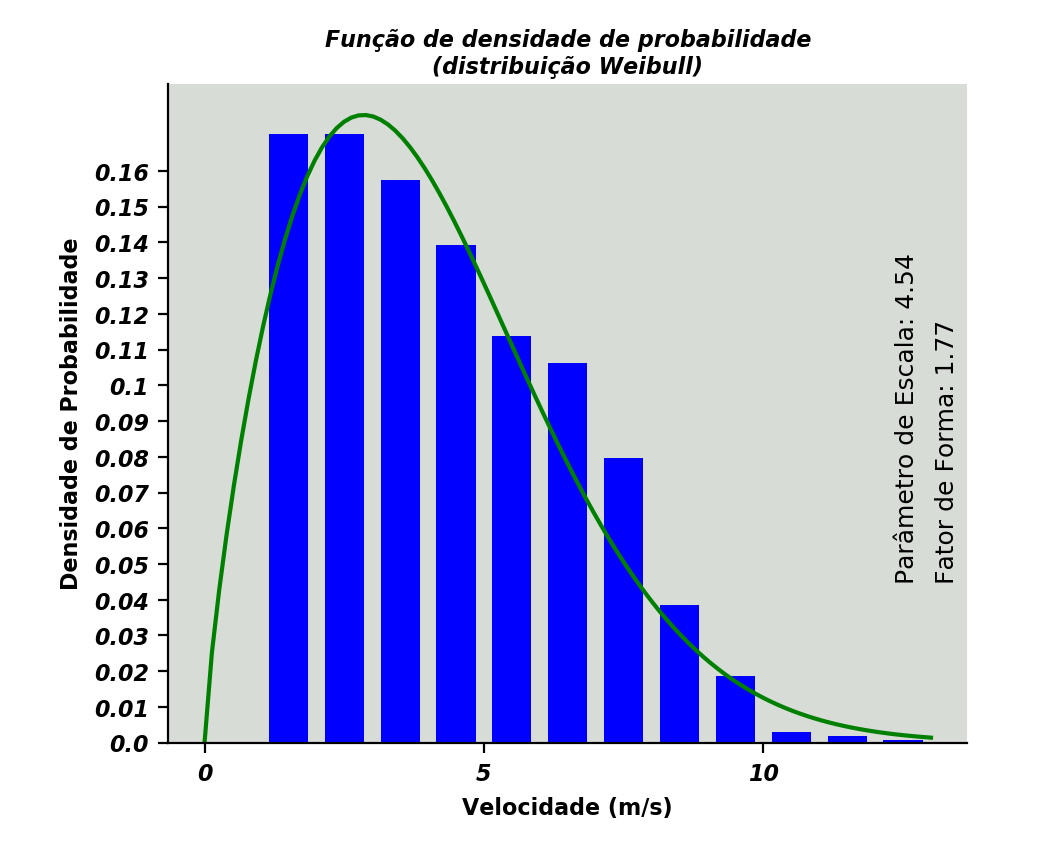 Função de densidade de probabilidade
(distribuição Weibull)
Densidade de Probabilidade
0.16
0.15
0.14
0.13
0.12
0.11
0.1
0.09
0.08
0.07
0.06
0.05
0.04
0.03
0.02
0.01
0.0
Parâmetro de Escala: 4.54
Fator de Forma: 1.77
0 5 10
Velocidade (m/s)